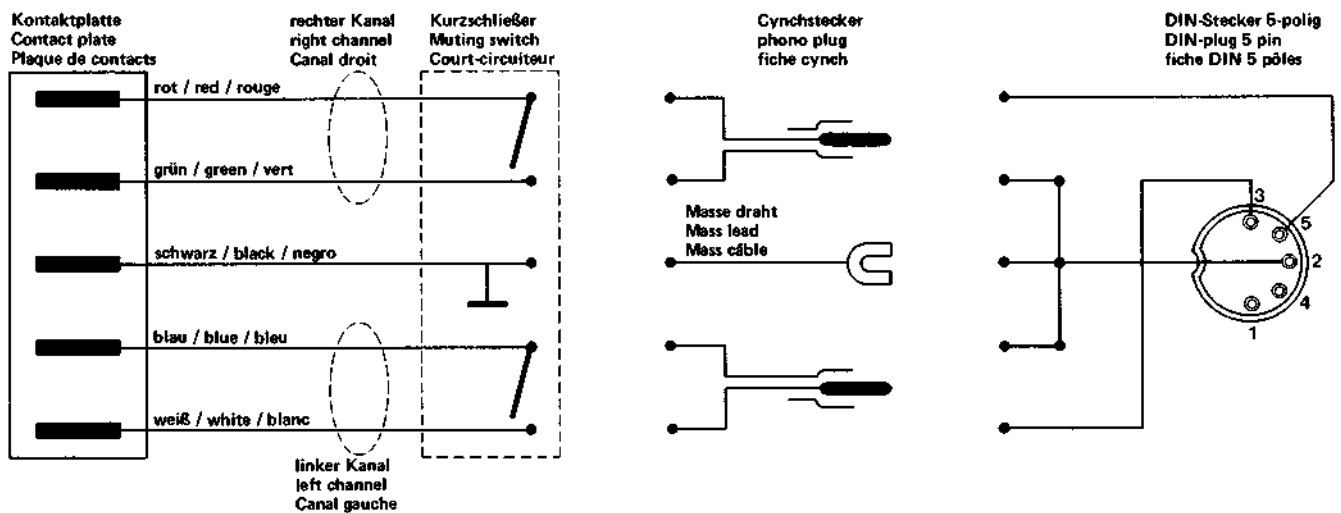 Kontaktplatte
Contact plate
Plaque de contacts
rechter Kanal
right channel
Canal droit
Kurzschließer
Muting switch
Court-circuiteur
Cynchstecker
phono plug
fiche cynch
DIN-Stecker 5-polig
DIN-plug 5 pin
fiche DIN 5 pôles
rot / red / rouge
grün / green / vert
schwarz / black / negro
blau / blue / bleu
weiß / white / blanc
linker Kanal
left channel
Canal gauche
Masse draht
Mass lead
Mass câble
3
5
2
4
1